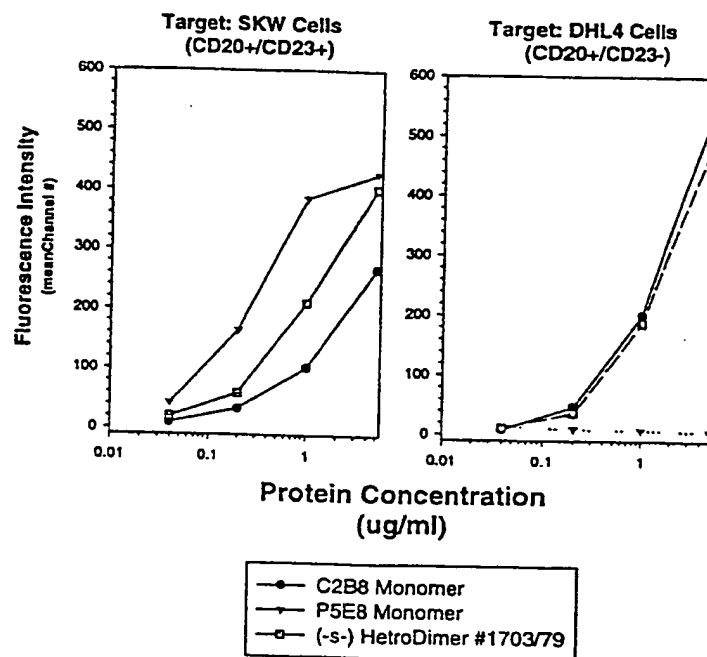 Target: SKW Cells
(CD20+/CD23+)
Target: DHL4 Cells
(CD20+/CD23-)
Fluorescence Intensity
(meanChannel #)
600
500
400
300
200
100
0
0.01
0.1
1
600
500
400
300
200
100
0
0.01
0.1
1
Protein Concentration
(ug/ml)
C2B8 Monomer
P5E8 Monomer
(-s-) HetroDimer #1703/79